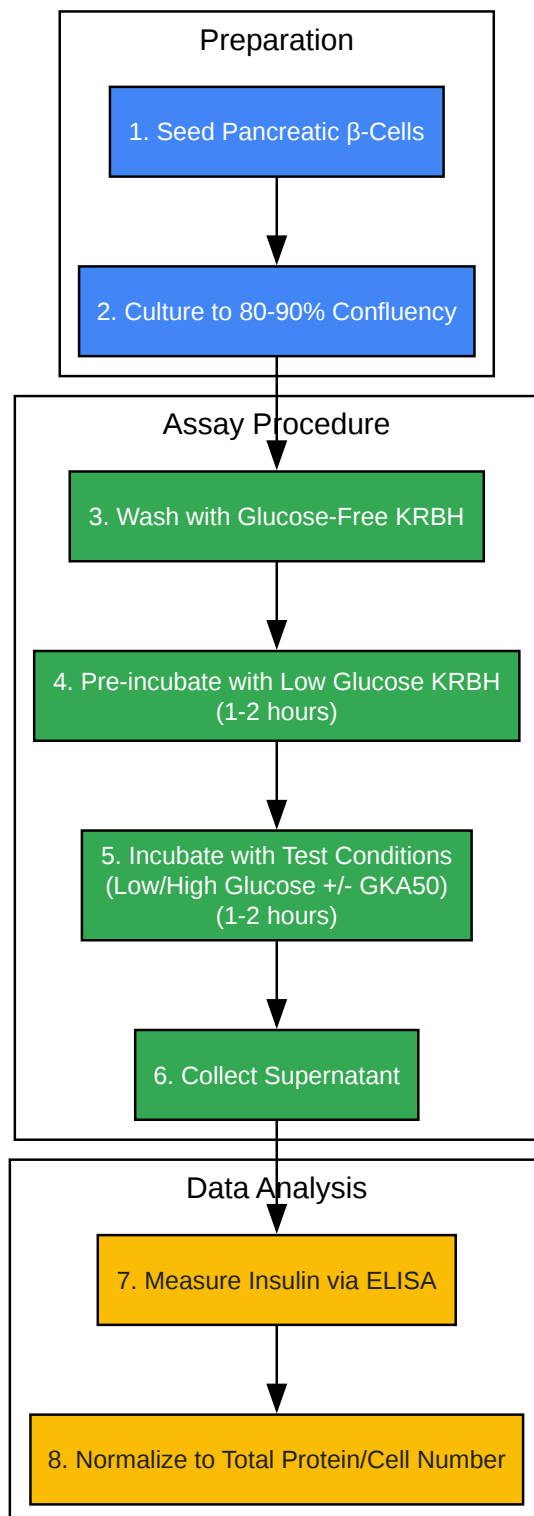 Preparation
1. Seed Pancreatic β-Cells
2. Culture to 80-90% Confluency
Assay Procedure
3. Wash with Glucose-Free KRBH
4. Pre-incubate with Low Glucose KRBH
(1-2 hours)
5. Incubate with Test Conditions
(Low/High Glucose +/- GKA50)
(1-2 hours)
6. Collect Supernatant
Data Analysis
7. Measure Insulin via ELISA
8. Normalize to Total Protein/Cell Number